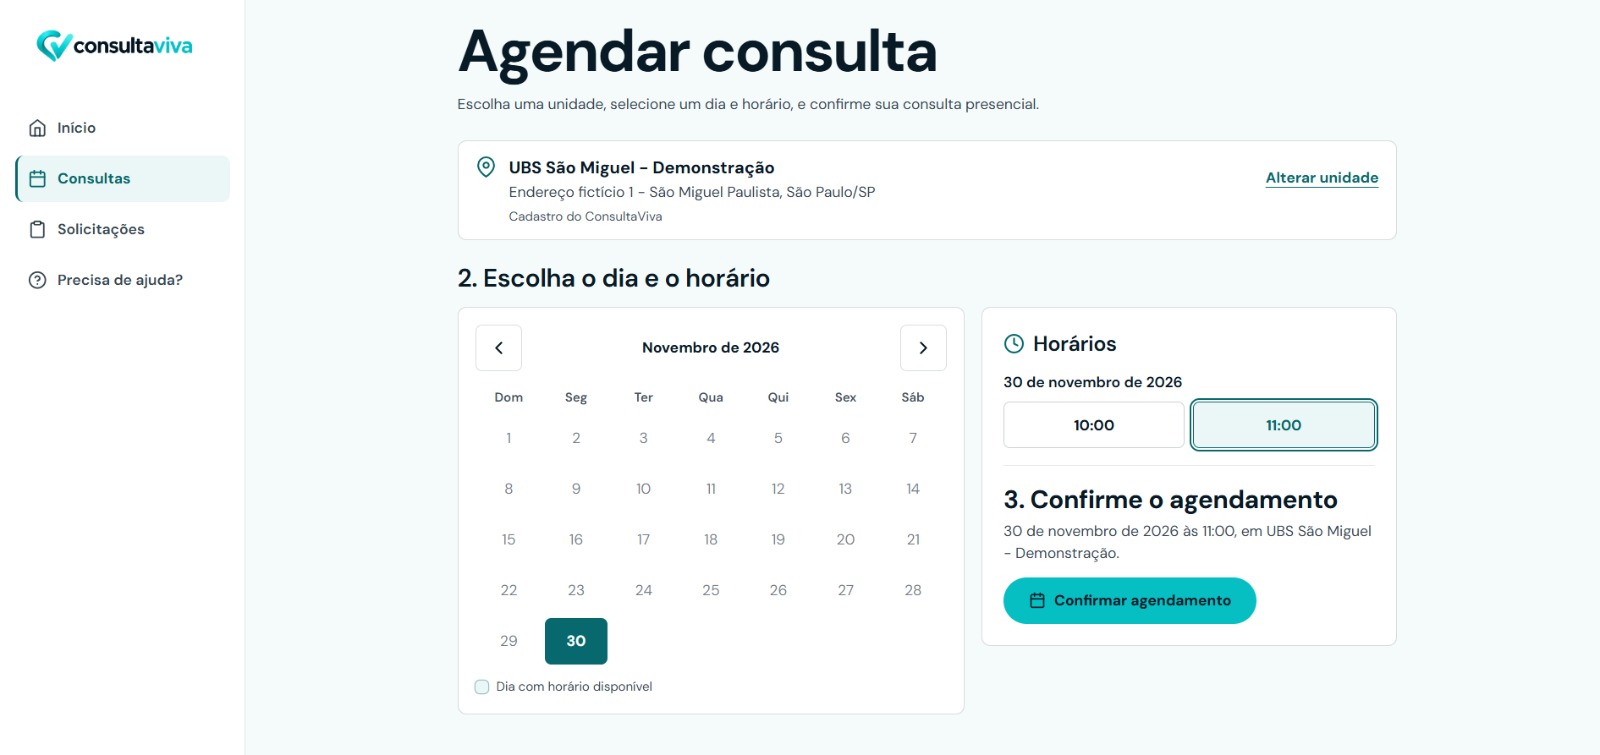 consultaviva
Início
Consultas
Solicitações
Precisa de ajuda?
Agendar consulta
Escolha uma unidade, selecione um dia e horário, e confirme sua consulta presencial.
UBS São Miguel – Demonstração
Endereço fictício 1 – São Miguel Paulista, São Paulo/SP
Cadastro do ConsultaViva
Alterar unidade
2. Escolha o dia e o horário
Novembro de 2026
Dom Seg Ter Qua Qui Sex Sáb
1 2 3 4 5 6 7
8 9 10 11 12 13 14
15 16 17 18 19 20 21
22 23 24 25 26 27 28
29 30
Dia com horário disponível
Horários
30 de novembro de 2026
10:00 11:00
3. Confirme o agendamento
30 de novembro de 2026 às 11:00, em UBS São Miguel
– Demonstração.
Confirmar agendamento